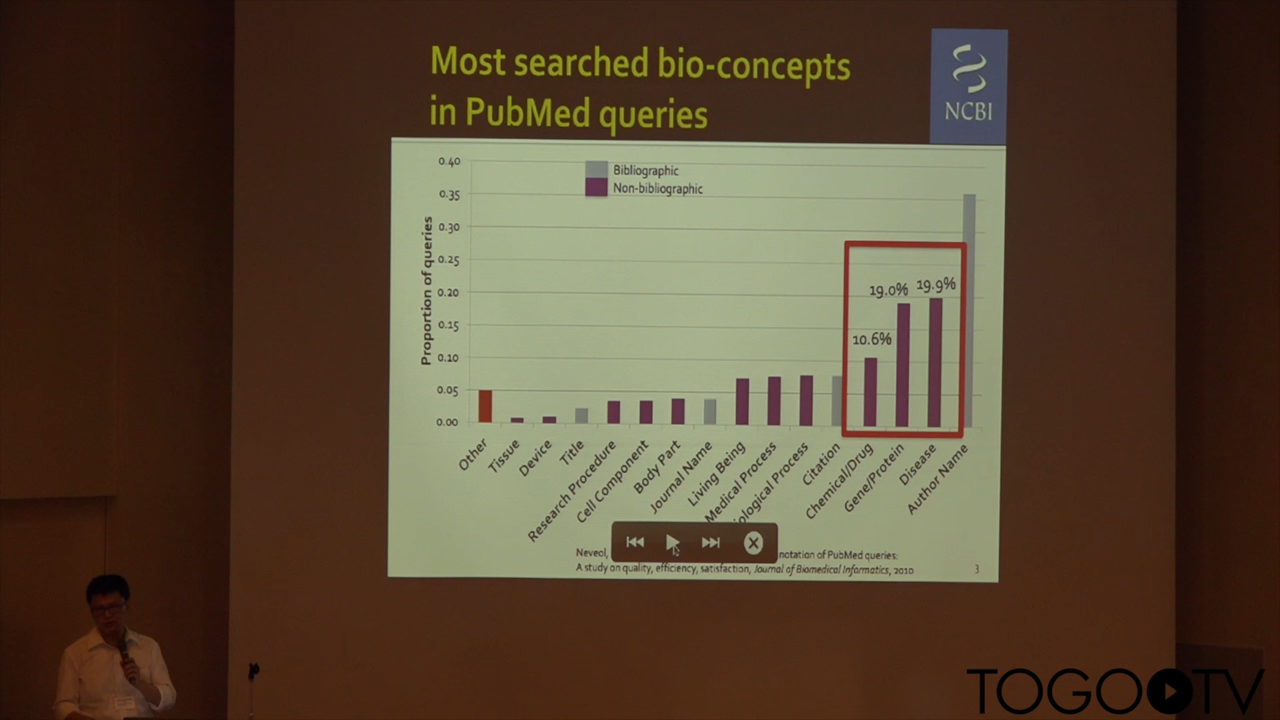 Most searched bio-concepts
in PubMed queries
NCBI
Bibliographic
Non-bibliographic
Proportion of queries
0.40
0.35
0.30
0.25
0.20
0.15
0.10
0.05
0.00
10.6%
19.0%
19.9%
Other
Tissue
Device
Title
Research Procedure
Cell Component
Body Part
Journal Name
Living Being
Medical Process
iological Process
Citation
Chemical/Drug
Gene/Protein
Disease
Author Name
Neveol, notation of PubMed queries:
A study on quality, efficiency, satisfaction, Journal of Biomedical Informatics, 2010
3
TOGO TV